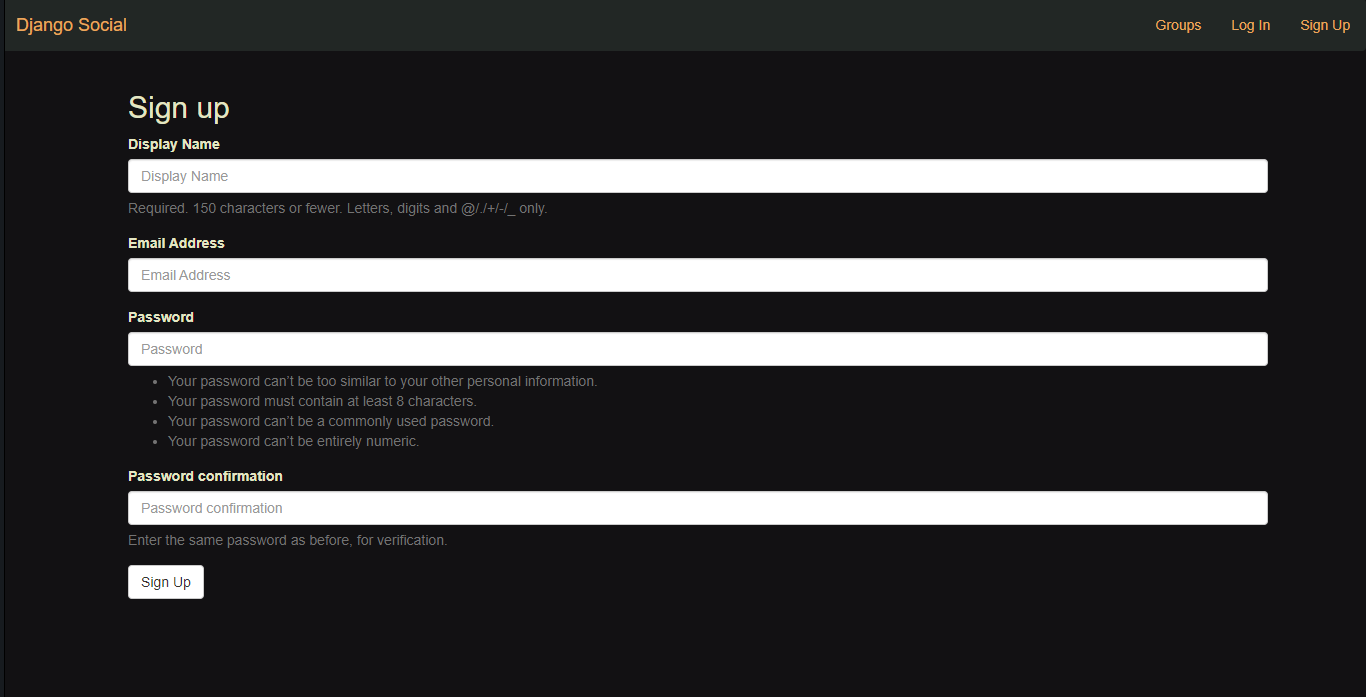 Django Social
Groups
Log In
Sign Up
Sign up
Display Name
Display Name
Required. 150 characters or fewer. Letters, digits and @/./+/-/_ only.
Email Address
Email Address
Password
Password
Your password can’t be too similar to your other personal information.
Your password must contain at least 8 characters.
Your password can’t be a commonly used password.
Your password can’t be entirely numeric.
Password confirmation
Password confirmation
Enter the same password as before, for verification.
Sign Up